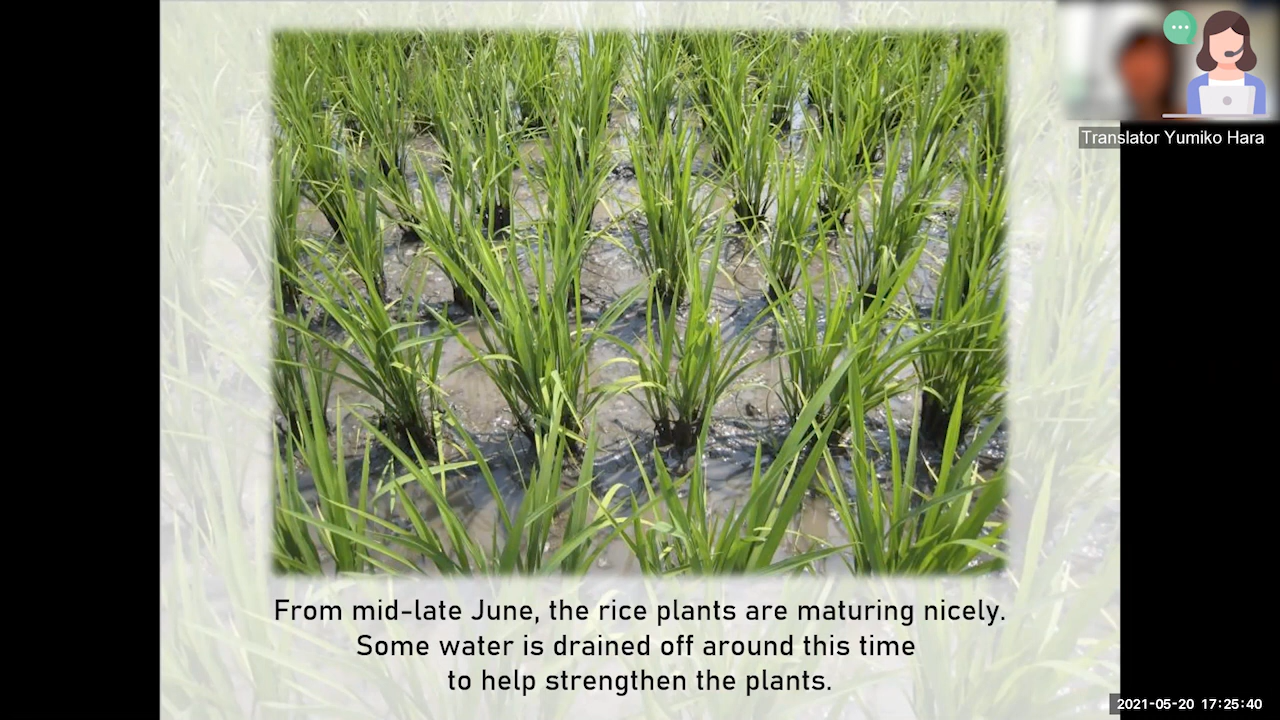 Translator Yumiko Hara
From mid-late June, the rice plants are maturing nicely.
Some water is drained off around this time
to help strengthen the plants.
2021-05-20 17:25:40